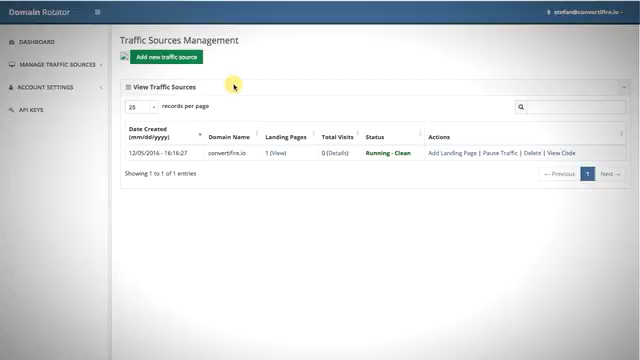 Domain Rotator
stefan@convertifire.io
DASHBOARD
MANAGE TRAFFIC SOURCES
ACCOUNT SETTINGS
API KEYS
Traffic Sources Management
Add new traffic source
View Traffic Sources
25 records per page
Date Created (mm/dd/yyyy) Domain Name Landing Pages Total Visits Status Actions
12/05/2016 - 16:16:27 convertifire.io 1 (View) 0 (Details) Running - Clean Add Landing Page | Pause Traffic | Delete | View Code
Showing 1 to 1 of 1 entries
← Previous 1 Next →